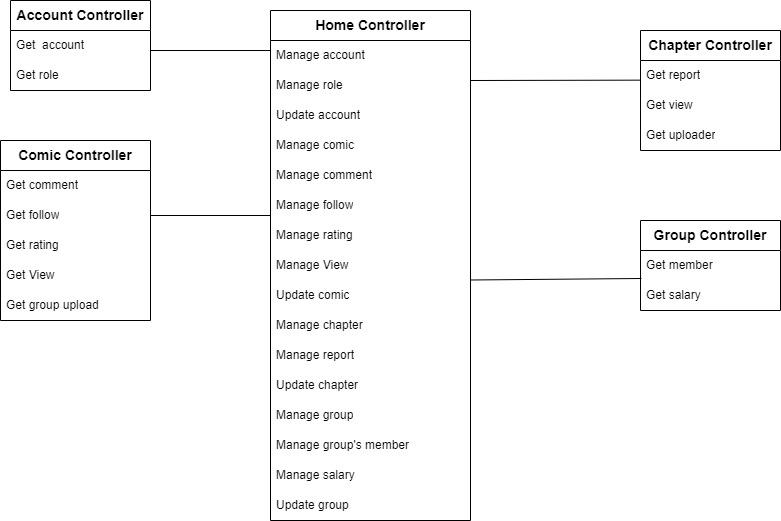 Account Controller
Get account
Get role
Comic Controller
Get comment
Get follow
Get rating
Get View
Get group upload
Home Controller
Manage account
Manage role
Update account
Manage comic
Manage comment
Manage follow
Manage rating
Manage View
Update comic
Manage chapter
Manage report
Update chapter
Manage group
Manage group's member
Manage salary
Update group
Chapter Controller
Get report
Get view
Get uploader
Group Controller
Get member
Get salary